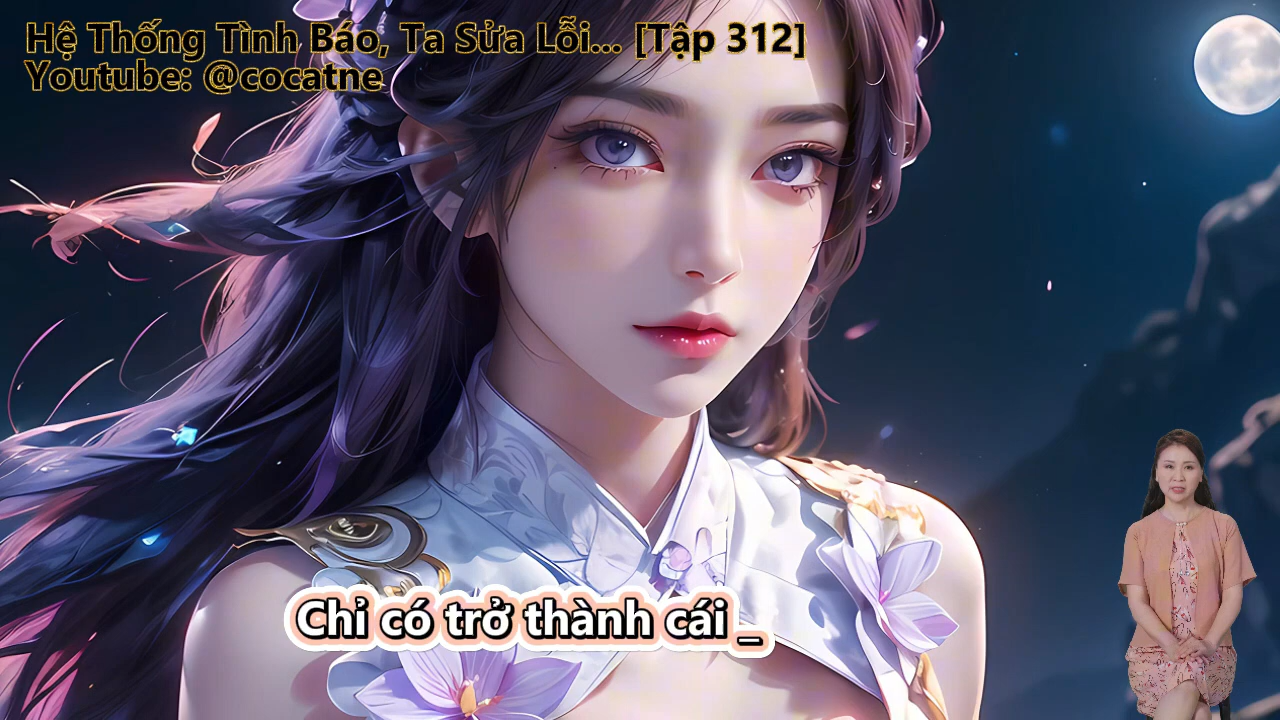 Hệ Thống Tình Báo, Ta Sửa Lỗi... [Tập 312]
Youtube: @cocatne
Chỉ có trở thành cái _